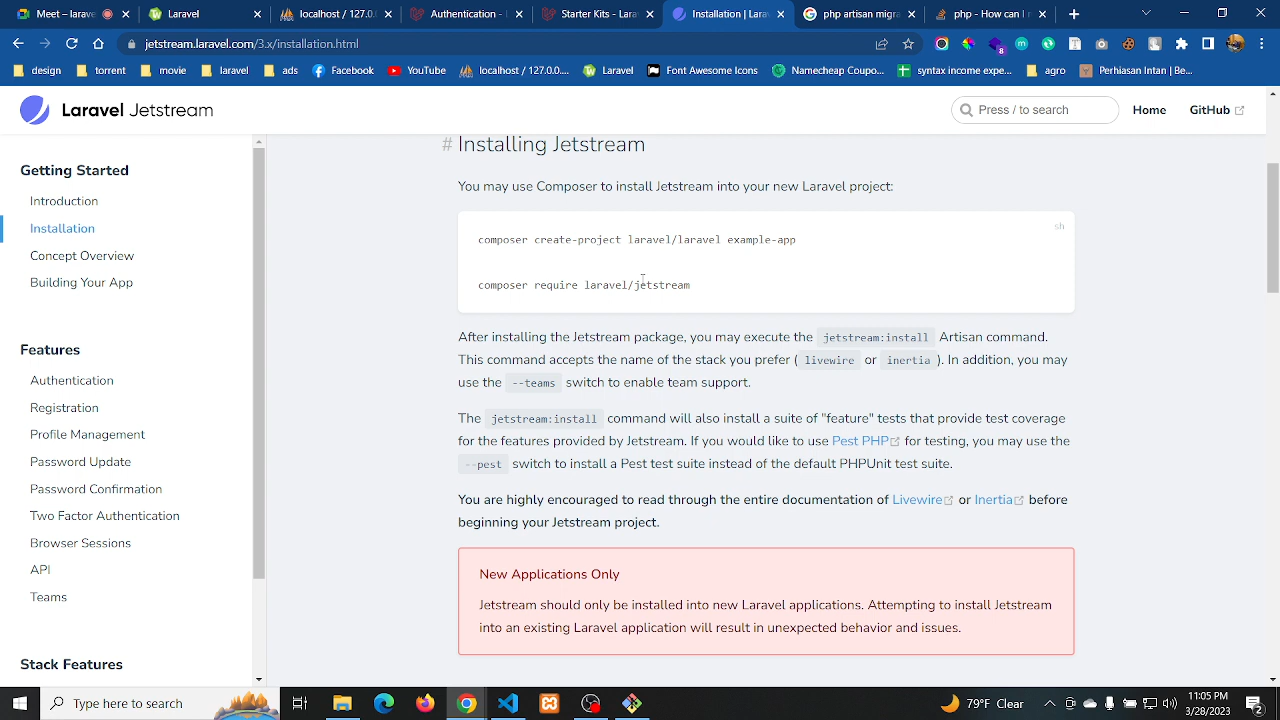 Meet – larave
Laravel
localhost / 127.0.
Authentication - L
Starter Kits - Lara
Installation | Larav
php artisan migra
php - How can I r
jetstream.laravel.com/3.x/installation.html
design
torrent
movie
laravel
ads
Facebook
YouTube
localhost / 127.0.0...
Laravel
Font Awesome Icons
Namecheap Coupo...
syntax income expe...
agro
Perhiasan Intan | Be...
Laravel Jetstream
Press / to search
Home
GitHub
Getting Started
Introduction
Installation
Concept Overview
Building Your App
Features
Authentication
Registration
Profile Management
Password Update
Password Confirmation
Two Factor Authentication
Browser Sessions
API
Teams
Stack Features
# Installing Jetstream
You may use Composer to install Jetstream into your new Laravel project:
sh
composer create-project laravel/laravel example-app
composer require laravel/jetstream
After installing the Jetstream package, you may execute the jetstream:install Artisan command.
This command accepts the name of the stack you prefer ( livewire or inertia ). In addition, you may
use the --teams switch to enable team support.
The jetstream:install command will also install a suite of "feature" tests that provide test coverage
for the features provided by Jetstream. If you would like to use Pest PHP for testing, you may use the
--pest switch to install a Pest test suite instead of the default PHPUnit test suite.
You are highly encouraged to read through the entire documentation of Livewire or Inertia before
beginning your Jetstream project.
New Applications Only
Jetstream should only be installed into new Laravel applications. Attempting to install Jetstream
into an existing Laravel application will result in unexpected behavior and issues.
Type here to search
79°F Clear
11:05 PM
3/28/2023
2